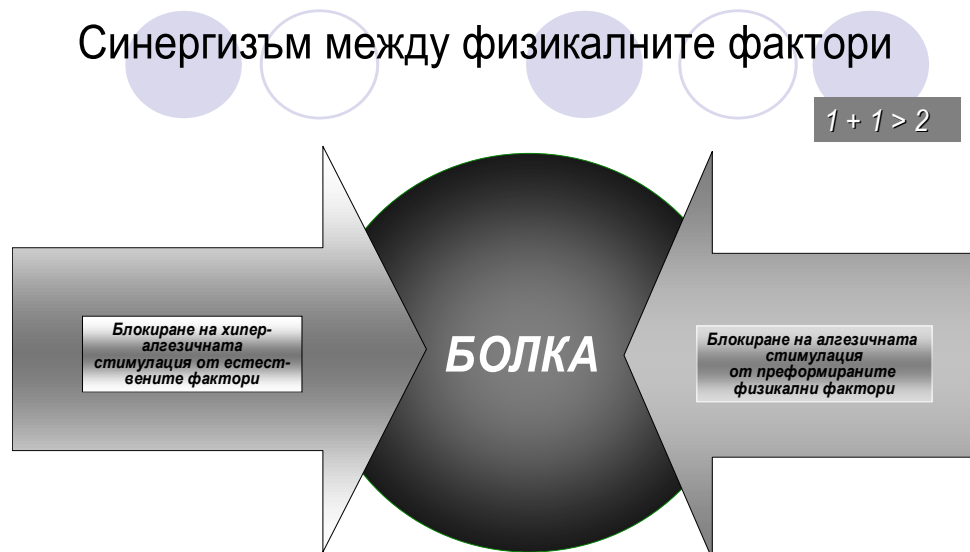 Синергизъм между физикалните фактори
1 + 1 > 2
Блокиране на хипер-
алгезичната
стимулация от естест-
вените фактори
БОЛКА
Блокиране на алгезичната
стимулация
от преформираните
физикални фактори